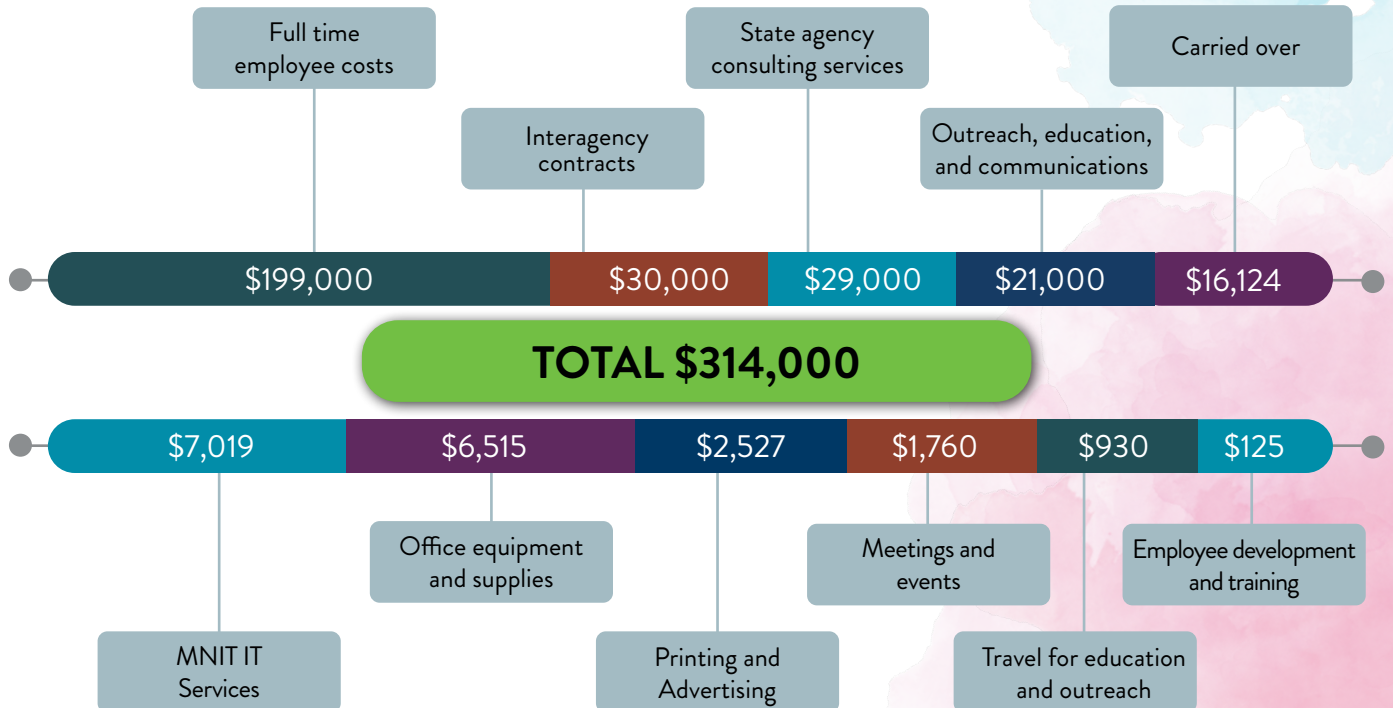 Full time
employee costs
State agency
consulting services
Carried over
Interagency
contracts
Outreach, education,
and communications
$199,000
$30,000
$29,000
$21,000
$16,124
TOTAL $314,000
$7,019
$6,515
$2,527
$1,760
$930
$125
Office equipment
and supplies
Meetings and
events
Employee development
and training
MNIT IT
Services
Printing and
Advertising
Travel for education
and outreach